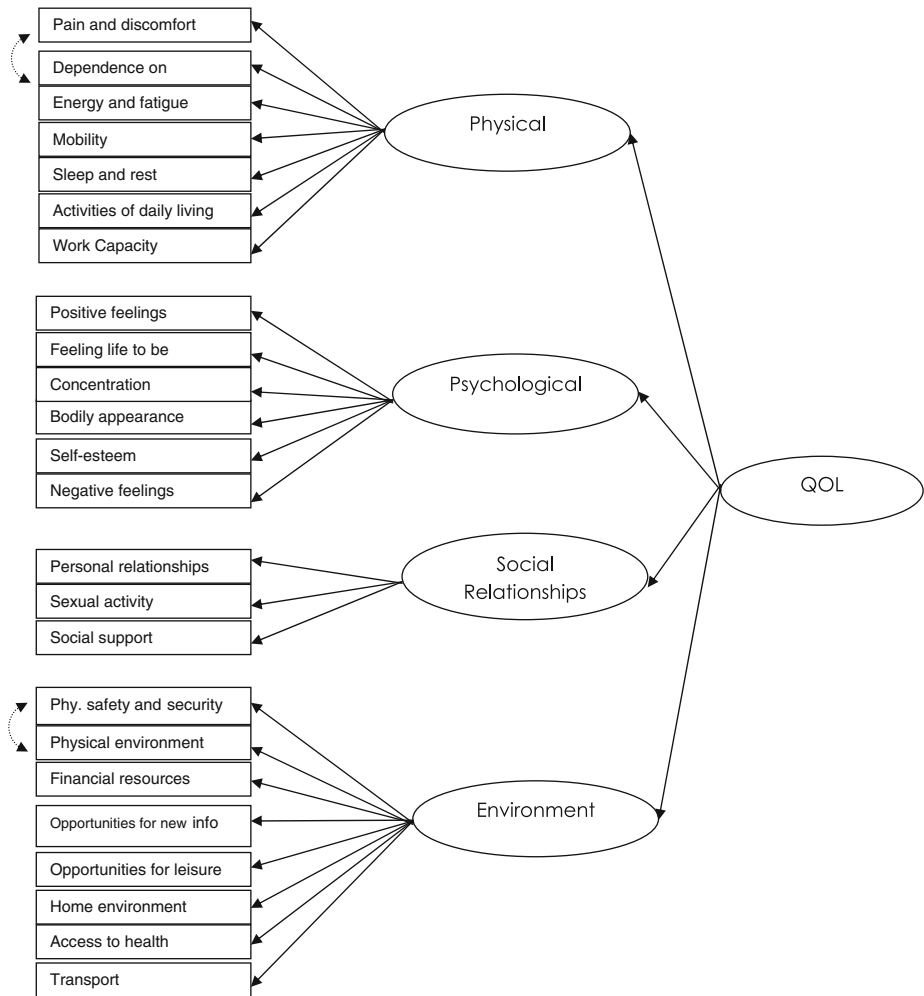 Pain and discomfort
Dependence on
Energy and fatigue
Mobility
Sleep and rest
Activities of daily living
Work Capacity
Physical
Positive feelings
Feeling life to be
Concentration
Bodily appearance
Self-esteem
Negative feelings
Psychological
QOL
Personal relationships
Sexual activity
Social support
Social
Relationships
Phy. safety and security
Physical environment
Financial resources
Opportunities for new info
Opportunities for leisure
Home environment
Access to health
Transport
Environment